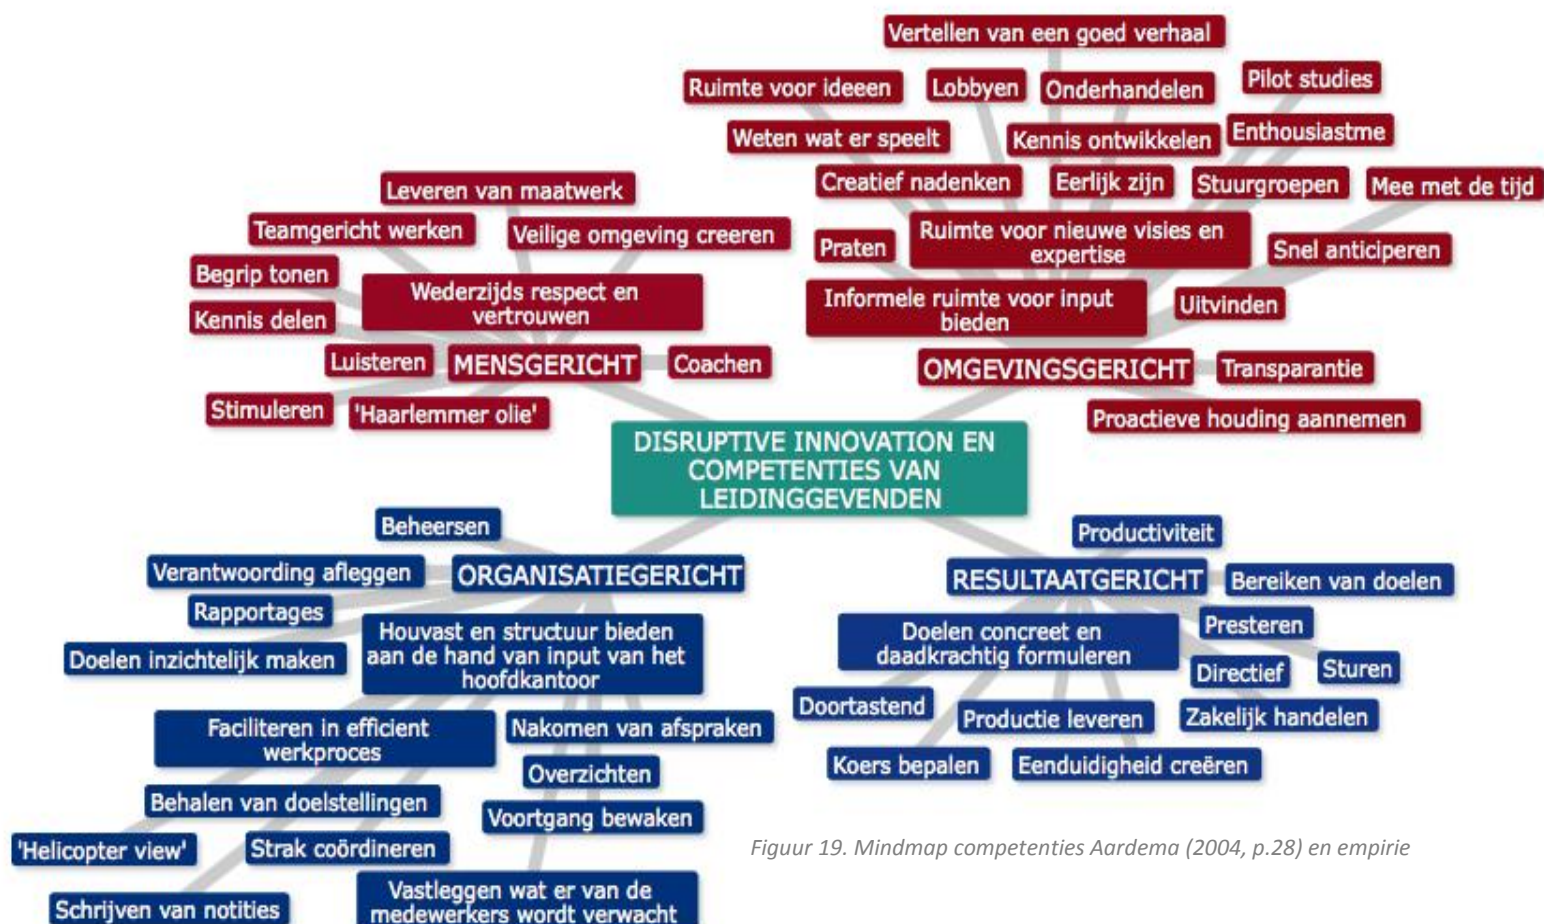 Vertellen van een goed verhaal
Ruimte voor ideeen
Lobbyen
Onderhandelen
Pilot studies
Weten wat er speelt
Kennis ontwikkelen
Enthousiastme
Creatief nadenken
Eerlijk zijn
Stuurgroepen
Mee met de tijd
Praten
Ruimte voor nieuwe visies en
expertise
Snel anticiperen
Informele ruimte voor input
bieden
Uitvinden
OMGEVINGSGERICHT
Transparantie
Proactieve houding aannemen
Leveren van maatwerk
Teamgericht werken
Veilige omgeving creeren
Begrip tonen
Wederzijds respect en
vertrouwen
Kennis delen
Luisteren
MENSGERICHT
Coachen
Stimuleren
'Haarlemmer olie'
DISRUPTIVE INNOVATION EN
COMPETENTIES VAN
LEIDINGGEVENDEN
Beheersen
Verantwoording afleggen
ORGANISATIEGERICHT
Rapportages
Houvast en structuur bieden
aan de hand van input van het
hoofdkantoor
Doelen inzichtelijk maken
Faciliteren in efficient
werkproces
Nakomen van afspraken
Overzichten
Behalen van doelstellingen
Voortgang bewaken
'Helicopter view'
Strak coördineren
Schrijven van notities
Vastleggen wat er van de
medewerkers wordt verwacht
Productiviteit
RESULTAATGERICHT
Bereiken van doelen
Doelen concreet en
daadkrachtig formuleren
Presteren
Directief
Sturen
Doortastend
Productie leveren
Zakelijk handelen
Koers bepalen
Eenduidigheid creëren
Figuur 19. Mindmap competenties Aardema (2004, p.28) en empirie